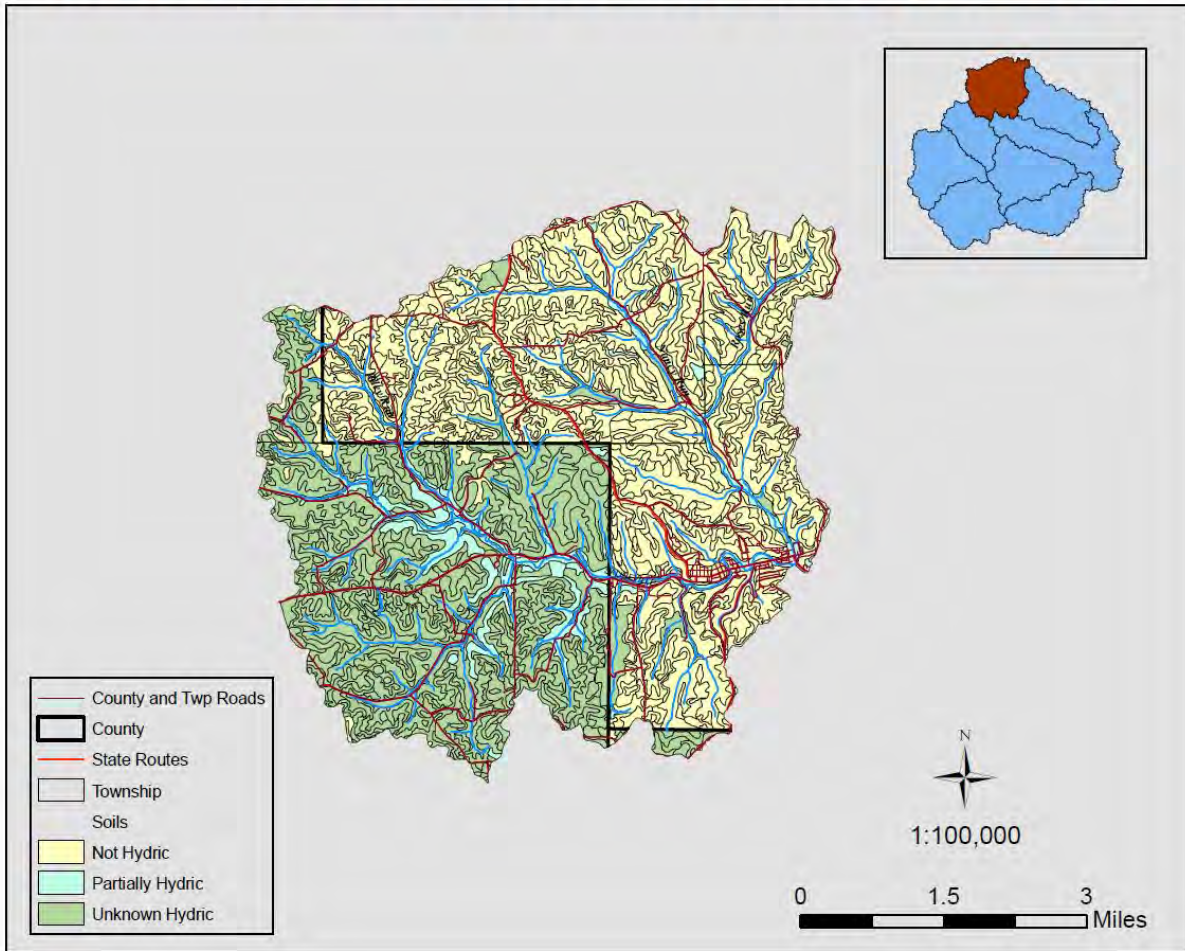 County and Twp Roads
County
State Routes
Township
Soils
Not Hydric
Partially Hydric
Unknown Hydric
N
1:100,000
0 1.5 3
Miles